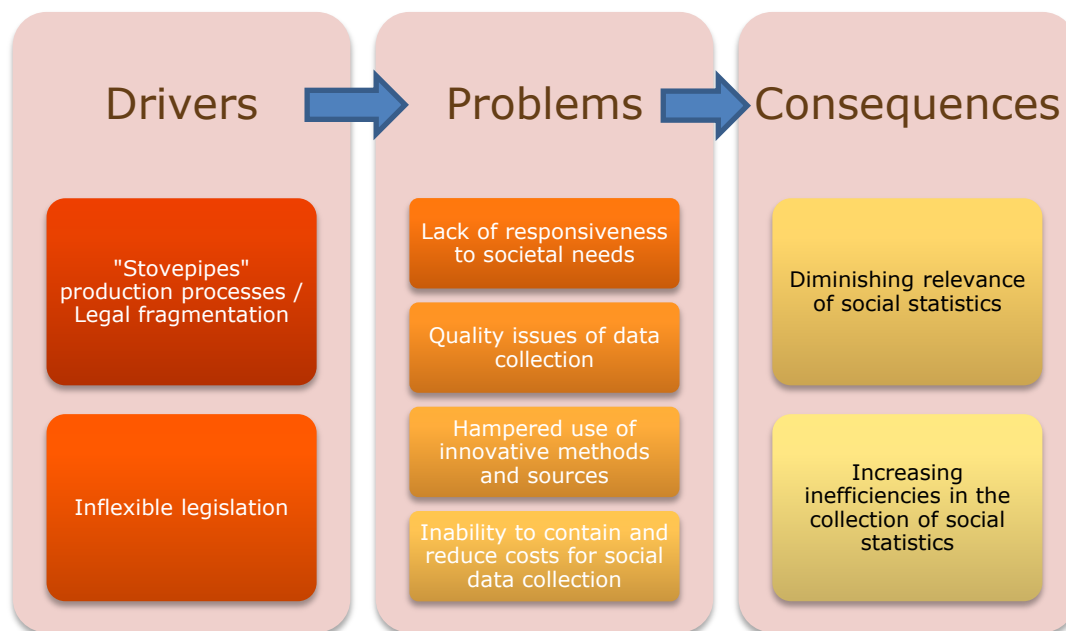 Drivers
Problems
Consequences
"Stovepipes"
production processes /
Legal fragmentation
Inflexible legislation
Lack of responsiveness
to societal needs
Quality issues of data
collection
Hampered use of
innovative methods
and sources
Inability to contain and
reduce costs for social
data collection
Diminishing relevance
of social statistics
Increasing
inefficiencies in the
collection of social
statistics